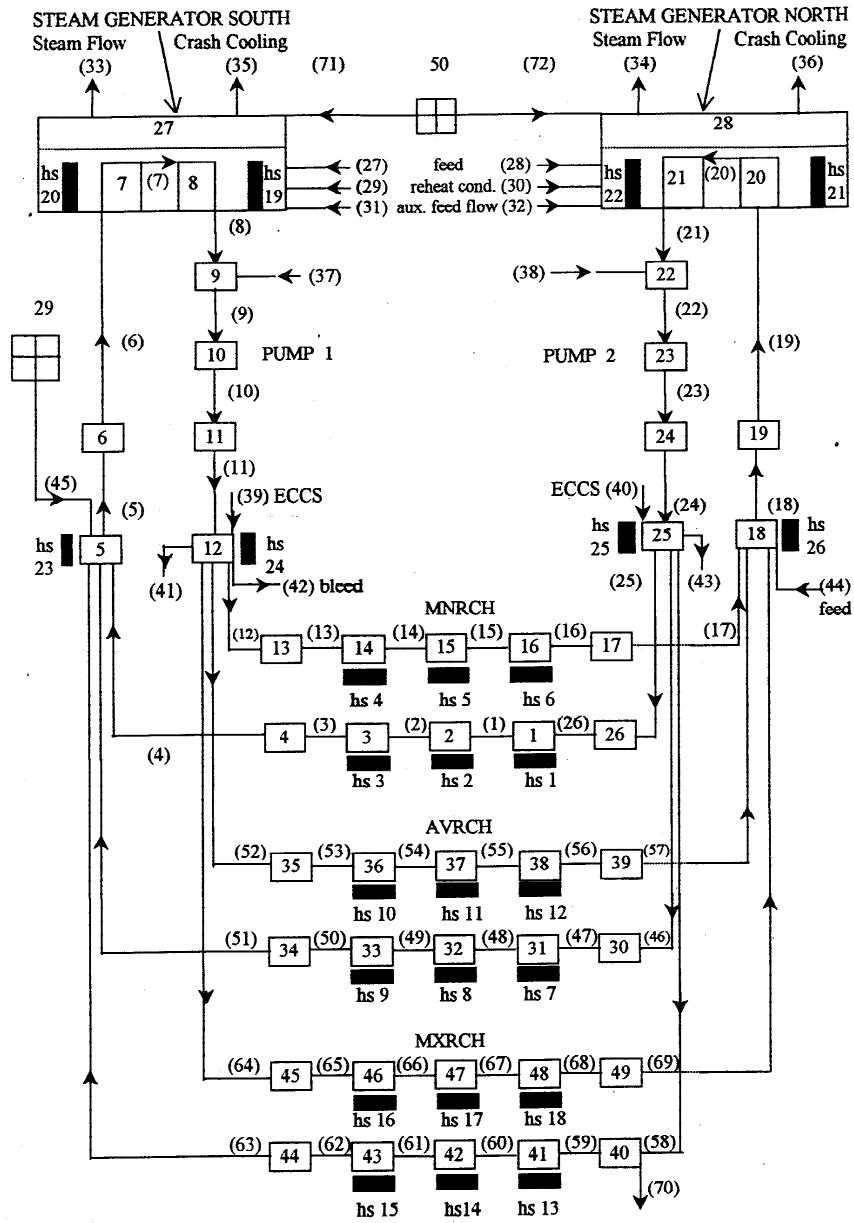 STEAM GENERATOR SOUTH STEAM GENERATOR NORTH
Steam Flow Crash Cooling Steam Flow Crash Cooling
(33) (35) (71) 50 (72) (34) (36)
27 28
hs 20 7 (7) 8 hs 19
(27) feed (28)
(29) reheat cond. (30)
(31) aux. feed flow (32)
hs 22 21 (20) 20 hs 21
(8) (21)
9 (37) (38) 22
29 (9) (22)
(6) 10 PUMP 1 PUMP 2 23 (19)
(10) (23)
6 11 24 19
(45) (11) (39) ECCS ECCS (40) (24) (18)
(5)
hs 23 5 12 hs 24 hs 25 25 18 hs 26
(41) (42) bleed (25) (43) (44)
feed
MNRCH
(12) (13) (14) (15) (16) (17)
13 14 15 16 17
hs 4 hs 5 hs 6
(4) (3) (2) (1) (26)
4 3 2 1 26
hs 3 hs 2 hs 1
AVRCH
(52) (53) (54) (55) (56) (57)
35 36 37 38 39
hs 10 hs 11 hs 12
(51) (50) (49) (48) (47) (46)
34 33 32 31 30
hs 9 hs 8 hs 7
MXRCH
(64) (65) (66) (67) (68) (69)
45 46 47 48 49
hs 16 hs 17 hs 18
(63) (62) (61) (60) (59) (58)
44 43 42 41 40
hs 15 hs14 hs 13 (70)